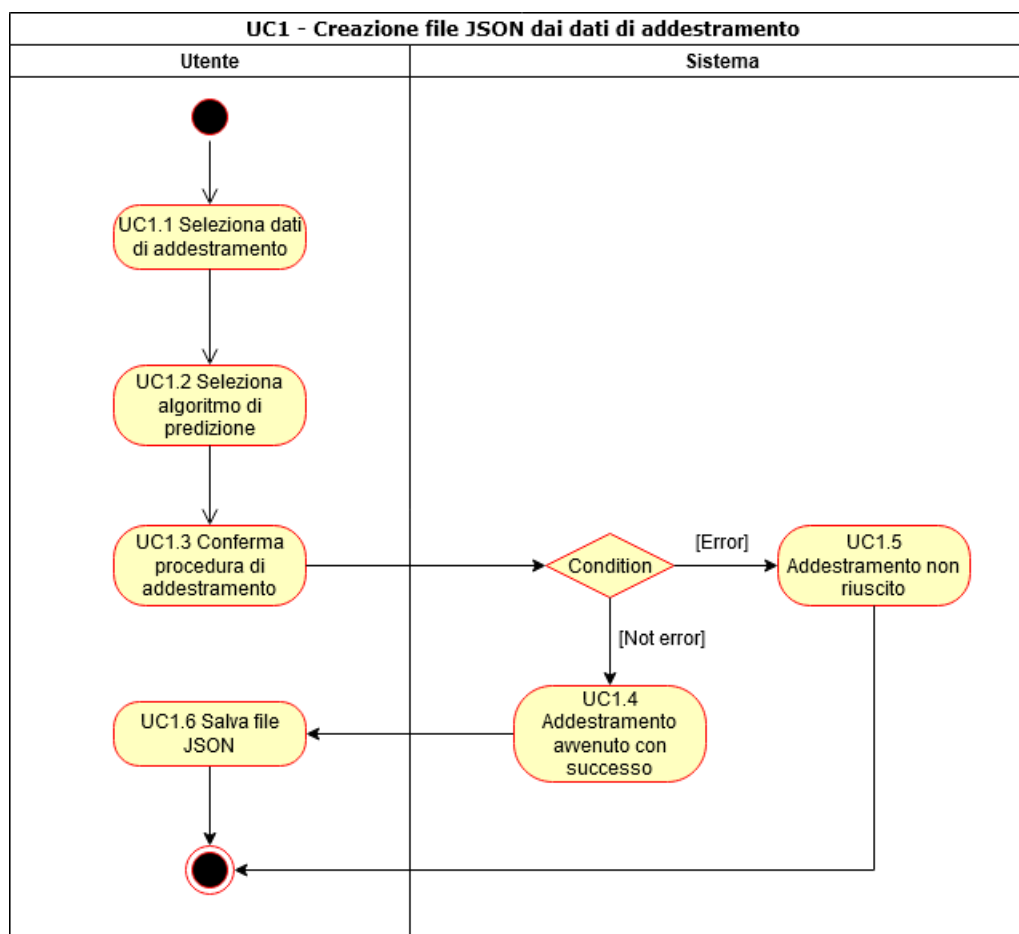 UC1 - Creazione file JSON dai dati di addestramento
Utente
Sistema
UC1.1 Seleziona dati
di addestramento
UC1.2 Seleziona
algoritmo di
predizione
UC1.3 Conferma
procedura di
addestramento
Condition
[Error]
UC1.5
Addestramento non
riuscito
[Not error]
UC1.4
Addestramento
avvenuto con
successo
UC1.6 Salva file
JSON